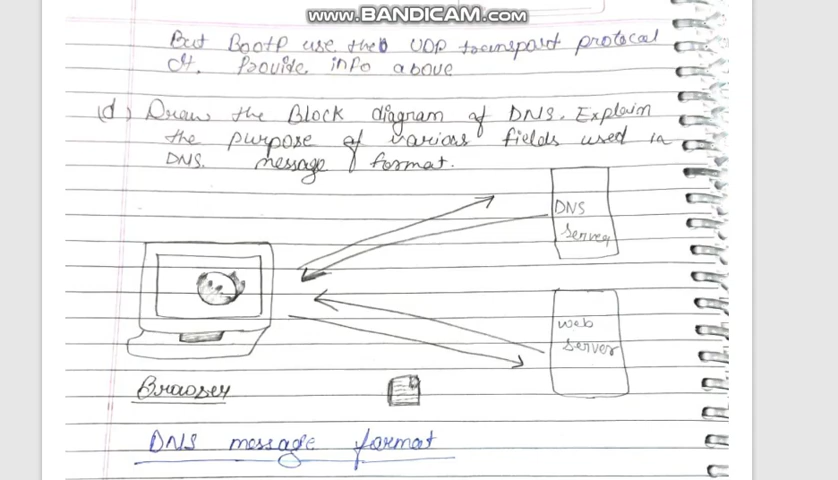 www.BANDICAM.com
But BootP use the UDP transport protocal
It. Provide info above
(d) Draw the Block diagram of DNS. Explain
the purpose of various fields used in
DNS. message format.
DNS
Server
web
server
Browser
DNS message format